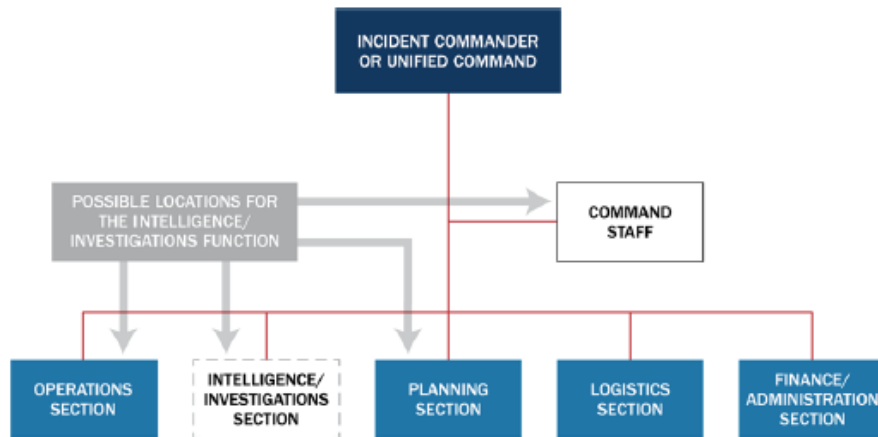 INCIDENT COMMANDER
OR UNIFIED COMMAND
POSSIBLE LOCATIONS FOR
THE INTELLIGENCE/
INVESTIGATIONS FUNCTION
COMMAND
STAFF
OPERATIONS
SECTION
INTELLIGENCE/
INVESTIGATIONS
SECTION
PLANNING
SECTION
LOGISTICS
SECTION
FINANCE/
ADMINISTRATION
SECTION